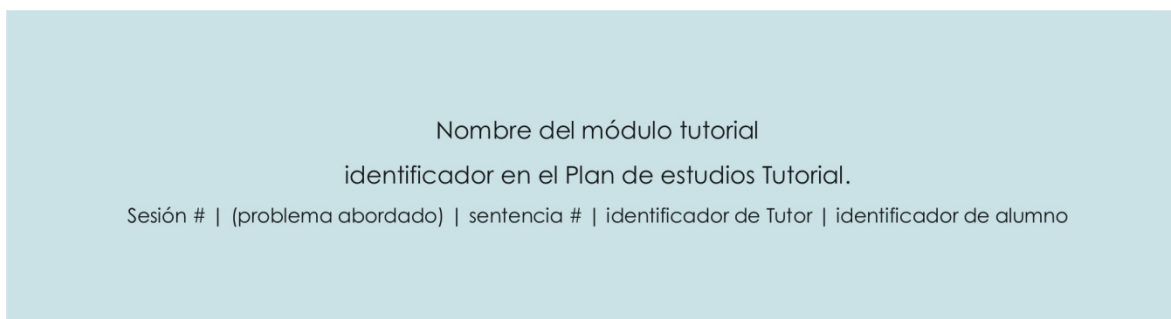 Nombre del módulo tutorial
identificador en el Plan de estudios Tutorial.
Sesión # | (problema abordado) | sentencia # | identificador de Tutor | identificador de alumno